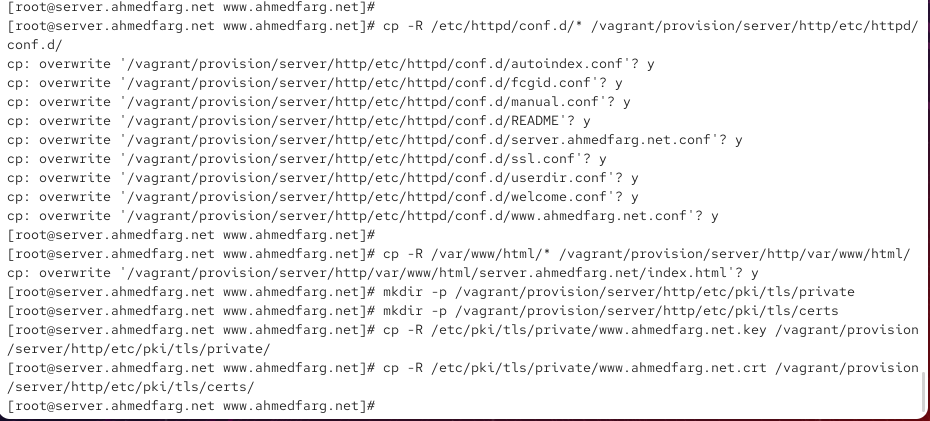 [root@server.ahmedfarg.net www.ahmedfarg.net]#
[root@server.ahmedfarg.net www.ahmedfarg.net]# cp -R /etc/httpd/conf.d/* /vagrant/provision/server/http/etc/httpd/
conf.d/
cp: overwrite '/vagrant/provision/server/http/etc/httpd/conf.d/autoindex.conf'? y
cp: overwrite '/vagrant/provision/server/http/etc/httpd/conf.d/fcgid.conf'? y
cp: overwrite '/vagrant/provision/server/http/etc/httpd/conf.d/manual.conf'? y
cp: overwrite '/vagrant/provision/server/http/etc/httpd/conf.d/README'? y
cp: overwrite '/vagrant/provision/server/http/etc/httpd/conf.d/server.ahmedfarg.net.conf'? y
cp: overwrite '/vagrant/provision/server/http/etc/httpd/conf.d/ssl.conf'? y
cp: overwrite '/vagrant/provision/server/http/etc/httpd/conf.d/userdir.conf'? y
cp: overwrite '/vagrant/provision/server/http/etc/httpd/conf.d/welcome.conf'? y
cp: overwrite '/vagrant/provision/server/http/etc/httpd/conf.d/www.ahmedfarg.net.conf'? y
[root@server.ahmedfarg.net www.ahmedfarg.net]#
[root@server.ahmedfarg.net www.ahmedfarg.net]# cp -R /var/www/html/* /vagrant/provision/server/http/var/www/html/
cp: overwrite '/vagrant/provision/server/http/var/www/html/server.ahmedfarg.net/index.html'? y
[root@server.ahmedfarg.net www.ahmedfarg.net]# mkdir -p /vagrant/provision/server/http/etc/pki/tls/private
[root@server.ahmedfarg.net www.ahmedfarg.net]# mkdir -p /vagrant/provision/server/http/etc/pki/tls/certs
[root@server.ahmedfarg.net www.ahmedfarg.net]# cp -R /etc/pki/tls/private/www.ahmedfarg.net.key /vagrant/provision
/server/http/etc/pki/tls/private/
[root@server.ahmedfarg.net www.ahmedfarg.net]# cp -R /etc/pki/tls/private/www.ahmedfarg.net.crt /vagrant/provision
/server/http/etc/pki/tls/certs/
[root@server.ahmedfarg.net www.ahmedfarg.net]#